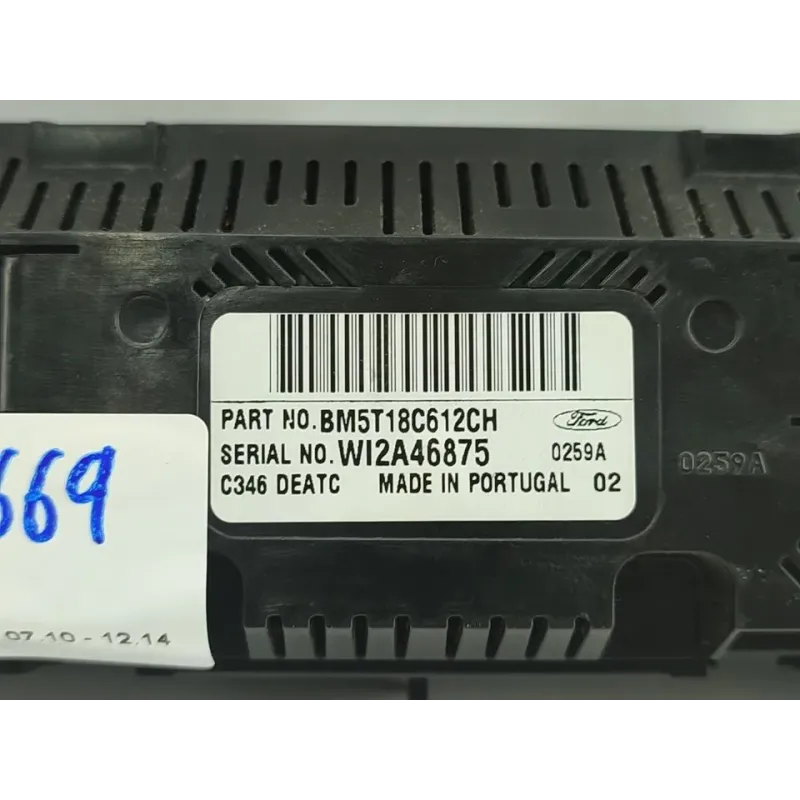 PART NO. BM5T18C612CH
Ford
SERIAL NO. WI2A46875 0259A
C346 DEATC MADE IN PORTUGAL 02
0259A
669
07.10 - 12.14